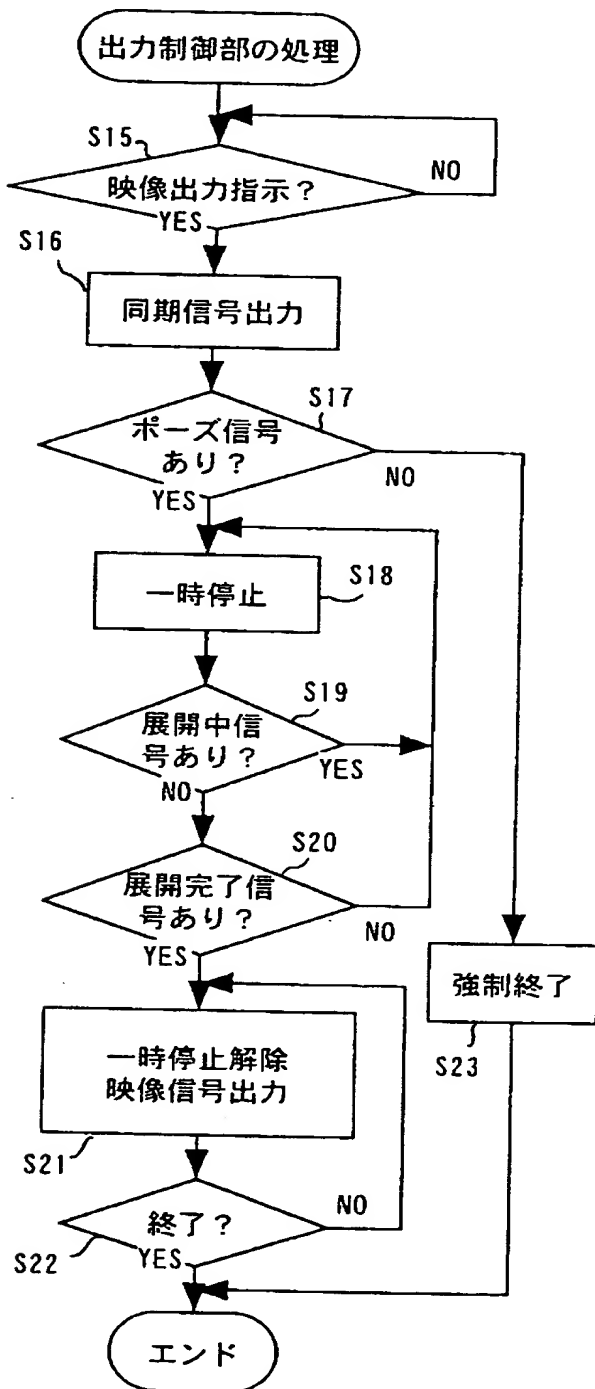 出力制御部の処理
S15
映像出力指示？
NO
YES
S16
同期信号出力
S17
ポーズ信号
あり？
NO
YES
一時停止
S18
S19
展開中信
号あり？
YES
NO
S20
展開完了信
号あり？
NO
YES
強制終了
S23
一時停止解除
映像信号出力
S21
終了？
NO
YES
S22
エンド